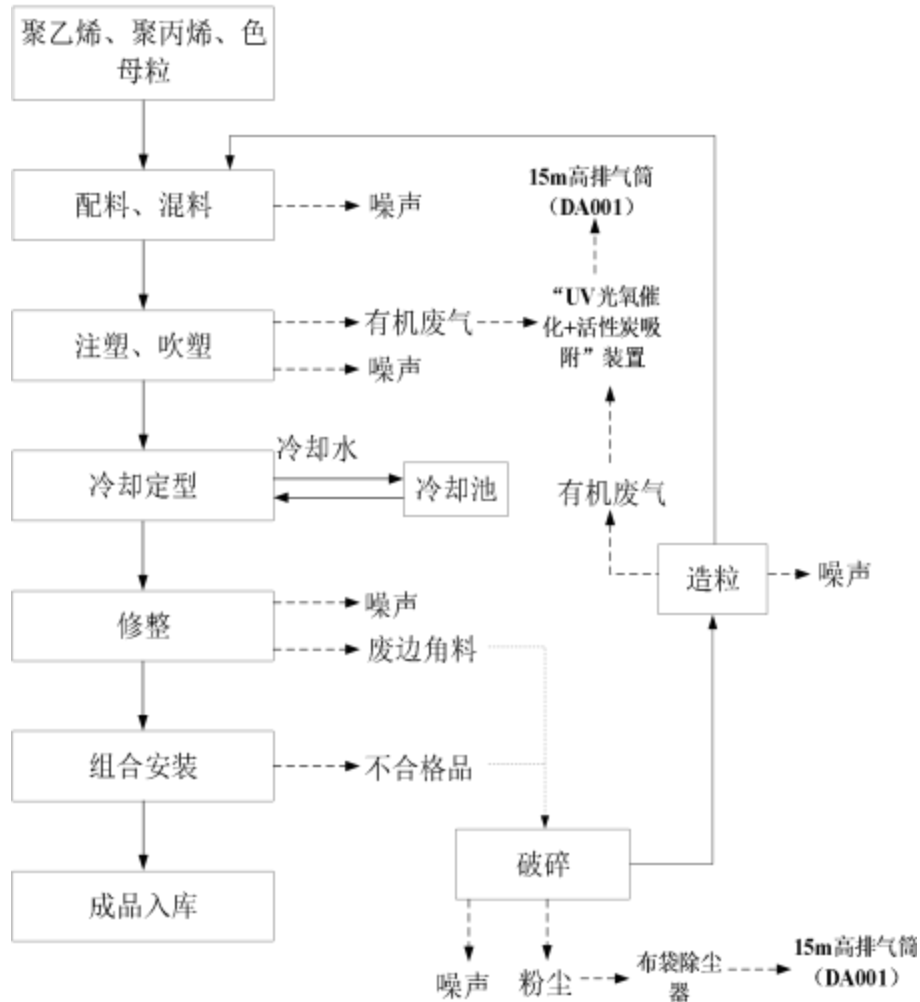 聚乙烯、聚丙烯、色
母粒
配料、混料
噪声
15m高排气筒
（DA001）
注塑、吹塑
有机废气
噪声
“UV光氧催
化+活性炭吸
附”装置
冷却定型
冷却水
冷却池
有机废气
造粒
噪声
修整
噪声
废边角料
组合安装
不合格品
破碎
成品入库
噪声
粉尘
布袋除尘
器
15m高排气筒
（DA001）